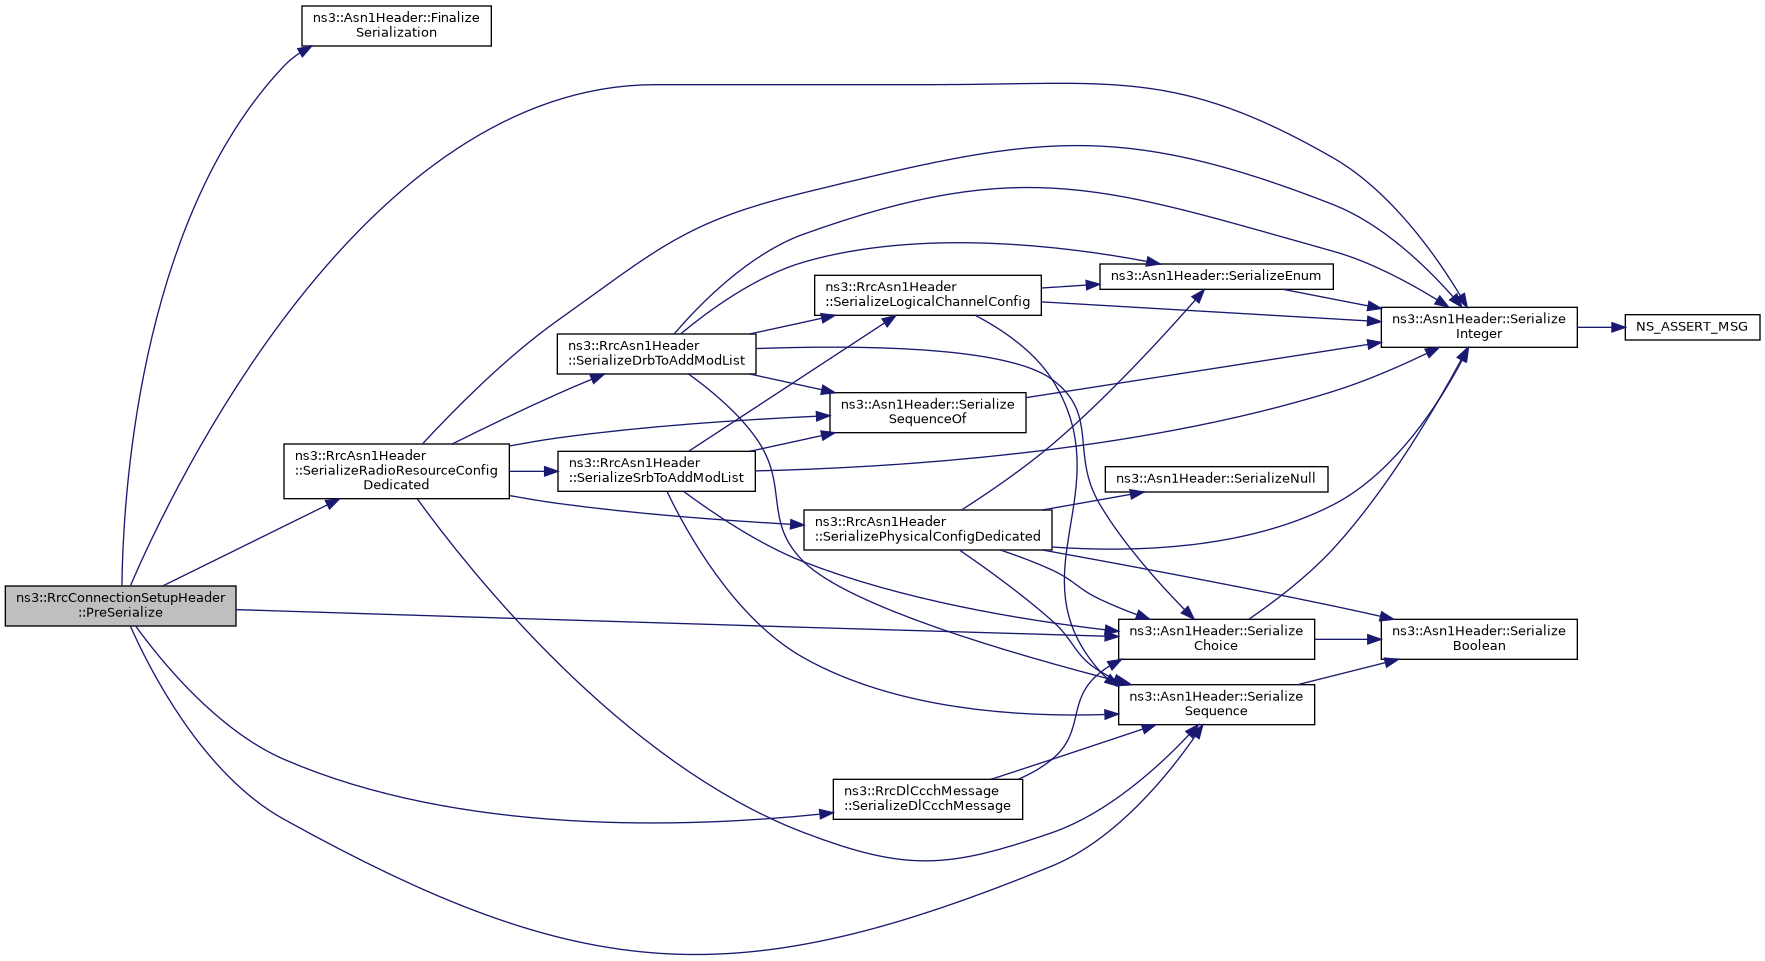 ns3::Asn1Header::Finalize
Serialization
ns3::Asn1Header::SerializeEnum
ns3::RrcAsn1Header
::SerializeLogicalChannelConfig
ns3::Asn1Header::Serialize
Integer
NS_ASSERT_MSG
ns3::RrcAsn1Header
::SerializeDrbToAddModList
ns3::Asn1Header::Serialize
SequenceOf
ns3::RrcAsn1Header
::SerializeRadioResourceConfig
Dedicated
ns3::RrcAsn1Header
::SerializeSrbToAddModList
ns3::Asn1Header::SerializeNull
ns3::RrcAsn1Header
::SerializePhysicalConfigDedicated
ns3::RrcConnectionSetupHeader
::PreSerialize
ns3::Asn1Header::Serialize
Choice
ns3::Asn1Header::Serialize
Boolean
ns3::Asn1Header::Serialize
Sequence
ns3::RrcDlCcchMessage
::SerializeDlCcchMessage